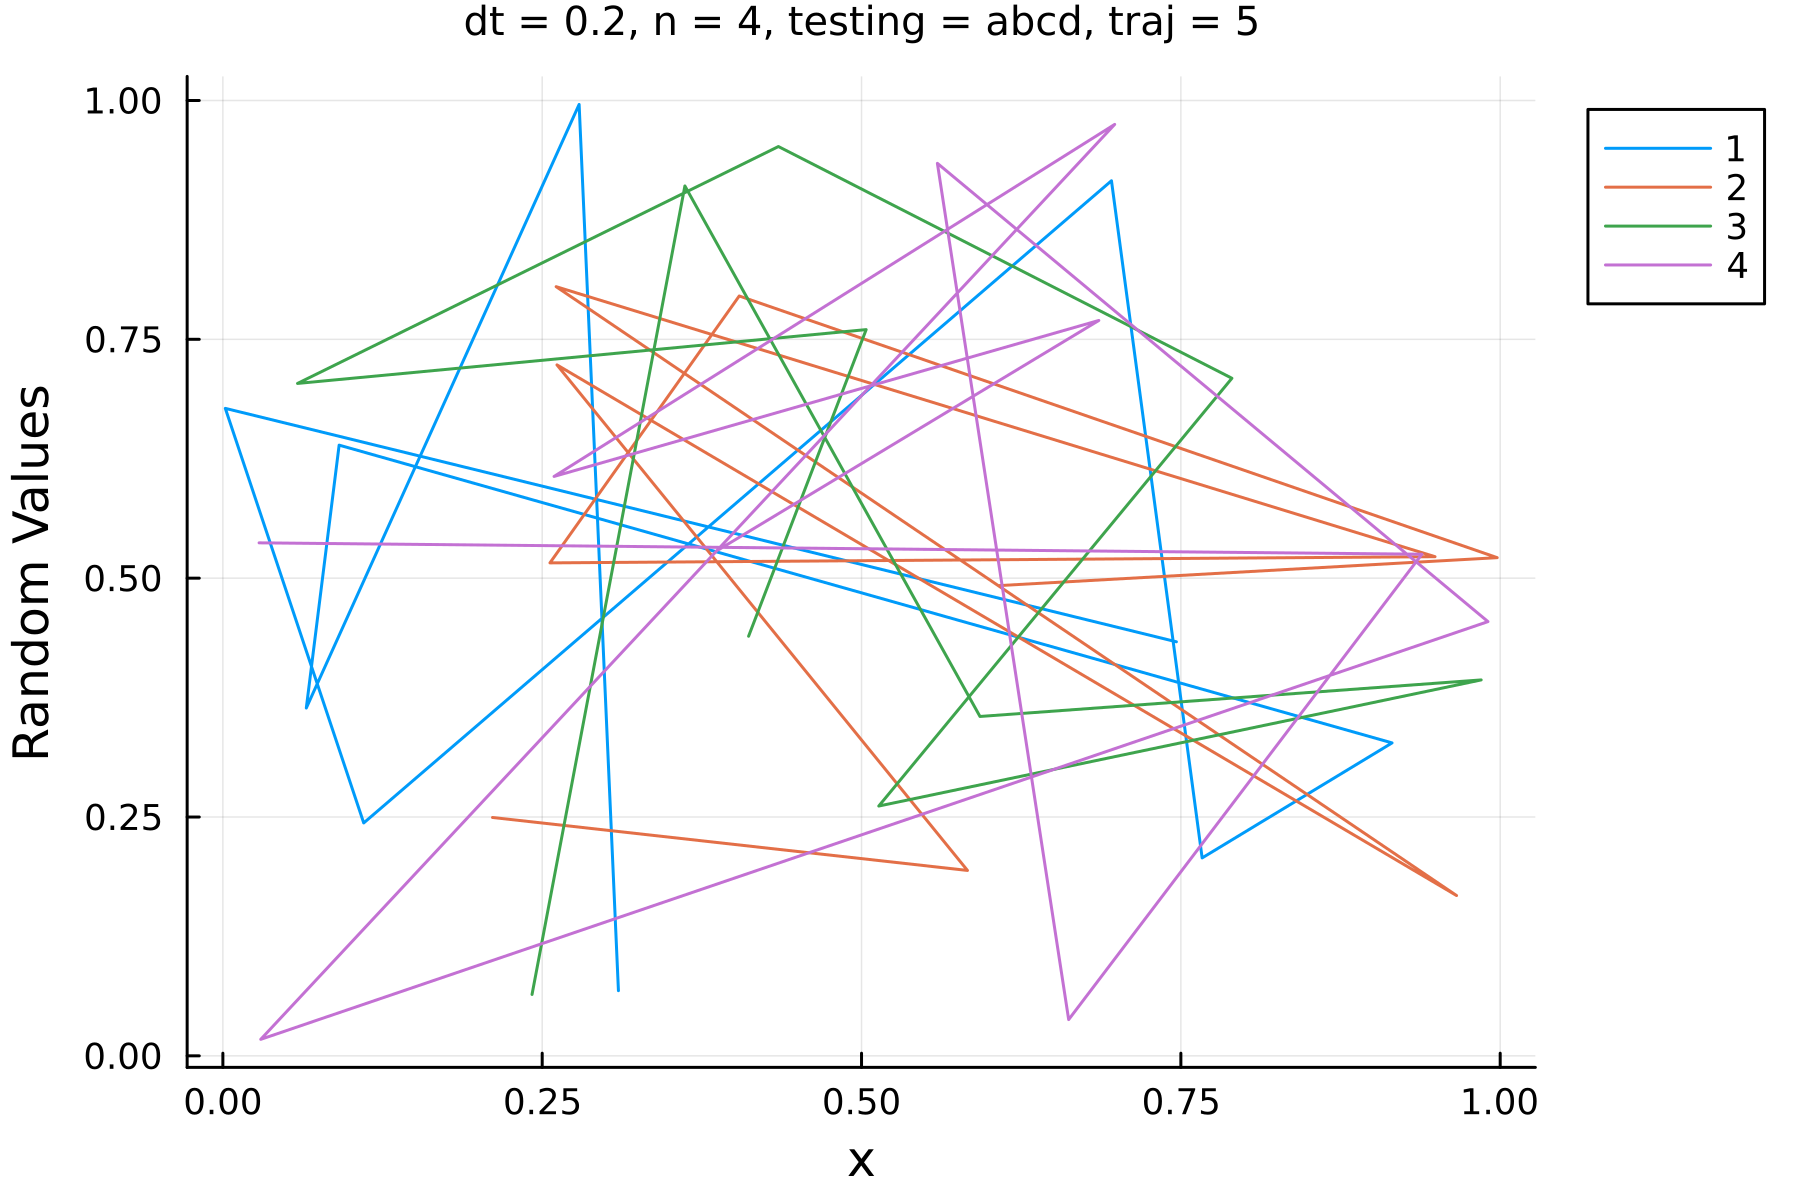 dt = 0.2, n = 4, testing = abcd, traj = 5
1.00
0.75
0.50
0.25
0.00
Random Values
0.00 0.25 0.50 0.75 1.00
x
1
2
3
4